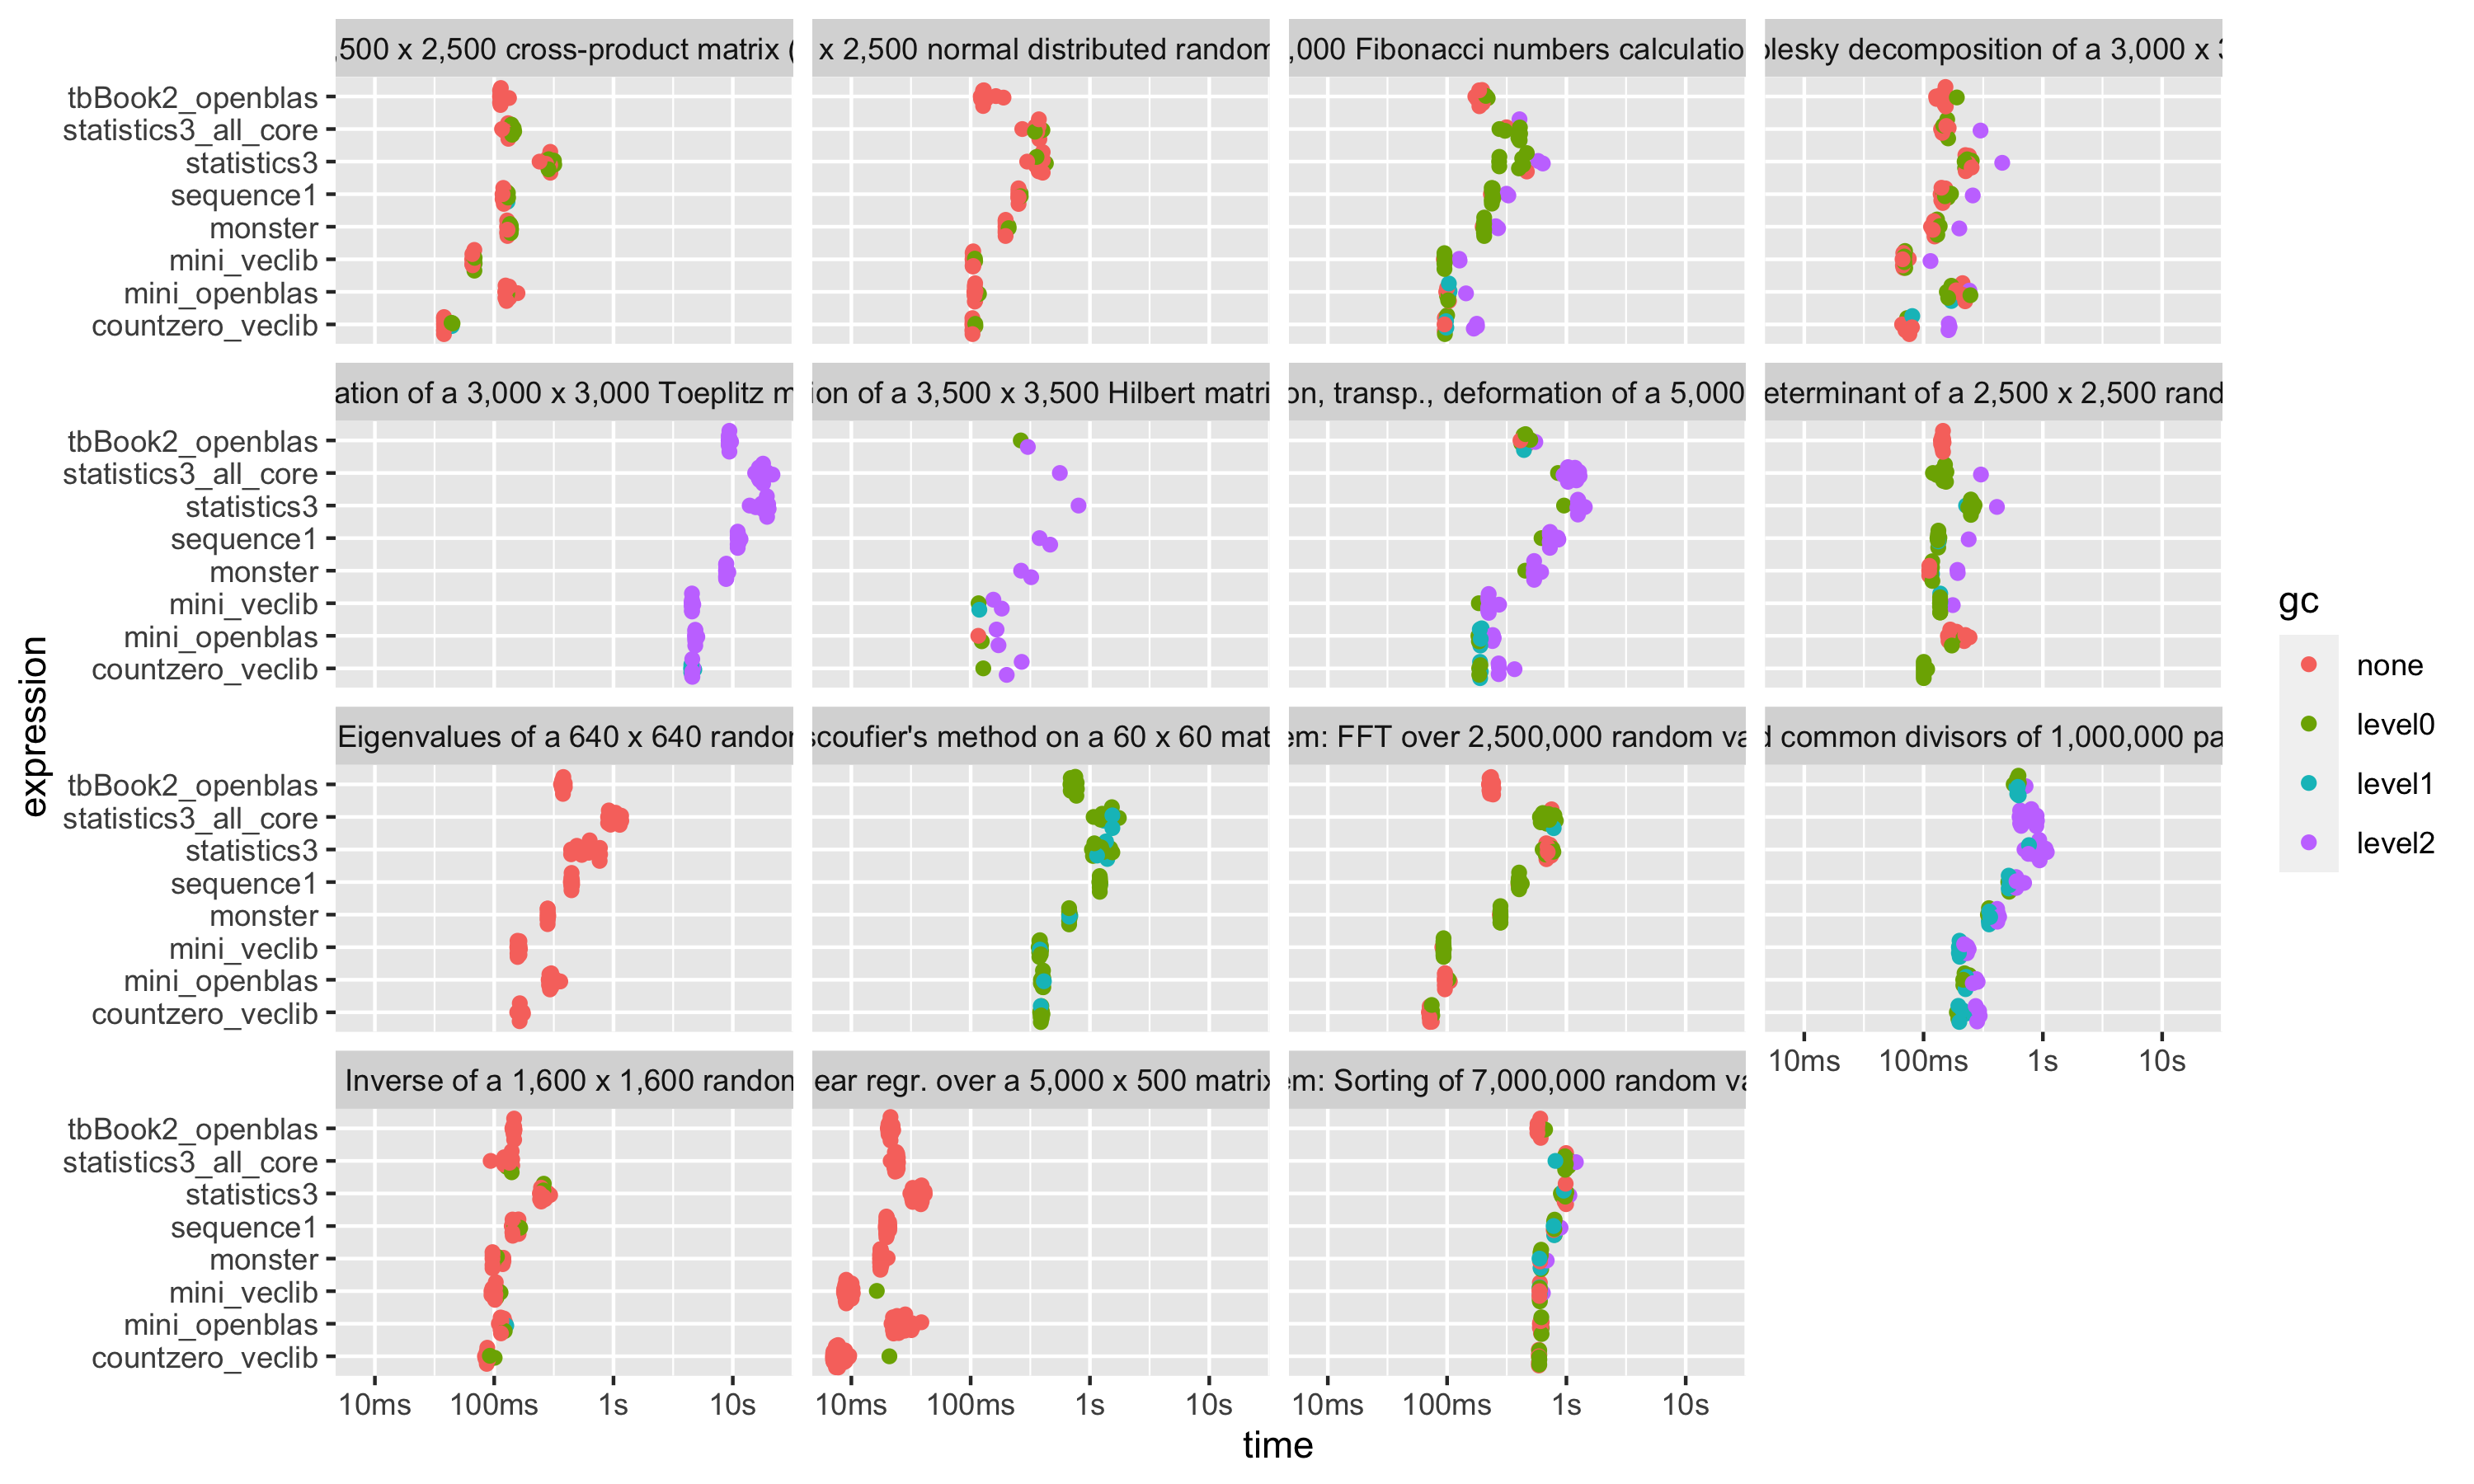 ,500 x 2,500 cross-product matrix (
x 2,500 normal distributed random
,000 Fibonacci numbers calculatio
lesky decomposition of a 3,000 x 3
tbBook2_openblas
statistics3_all_core
statistics3
sequence1
monster
mini_veclib
mini_openblas
countzero_veclib
ation of a 3,000 x 3,000 Toeplitz m
ion of a 3,500 x 3,500 Hilbert matri
on, transp., deformation of a 5,000
eterminant of a 2,500 x 2,500 rand
tbBook2_openblas
statistics3_all_core
statistics3
sequence1
monster
mini_veclib
mini_openblas
countzero_veclib
Eigenvalues of a 640 x 640 random
scoufier's method on a 60 x 60 mat
em: FFT over 2,500,000 random va
d common divisors of 1,000,000 pa
tbBook2_openblas
statistics3_all_core
statistics3
sequence1
monster
mini_veclib
mini_openblas
countzero_veclib
10ms 100ms 1s 10s
Inverse of a 1,600 x 1,600 random
ear regr. over a 5,000 x 500 matrix
em: Sorting of 7,000,000 random va
tbBook2_openblas
statistics3_all_core
statistics3
sequence1
monster
mini_veclib
mini_openblas
countzero_veclib
10ms 100ms 1s 10s
10ms 100ms 1s 10s
10ms 100ms 1s 10s
time
expression
gc
none
level0
level1
level2